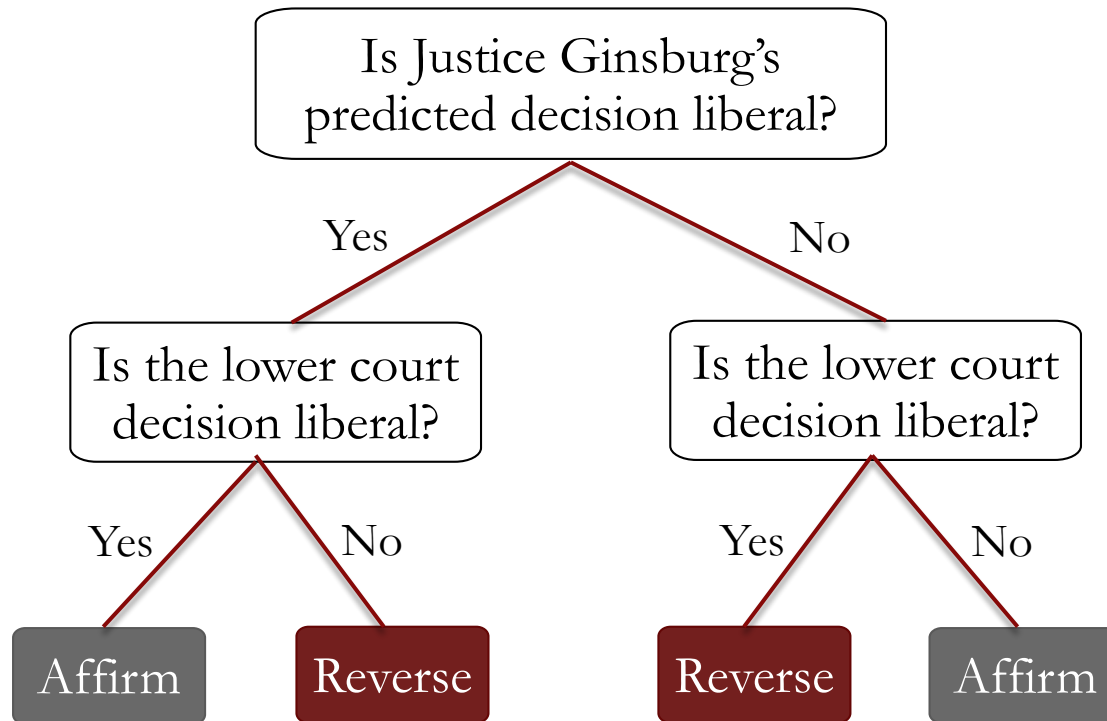 Is Justice Ginsburg’s
predicted decision liberal?
Yes
No
Is the lower court
decision liberal?
Is the lower court
decision liberal?
Yes
No
Yes
No
Affirm
Reverse
Reverse
Affirm